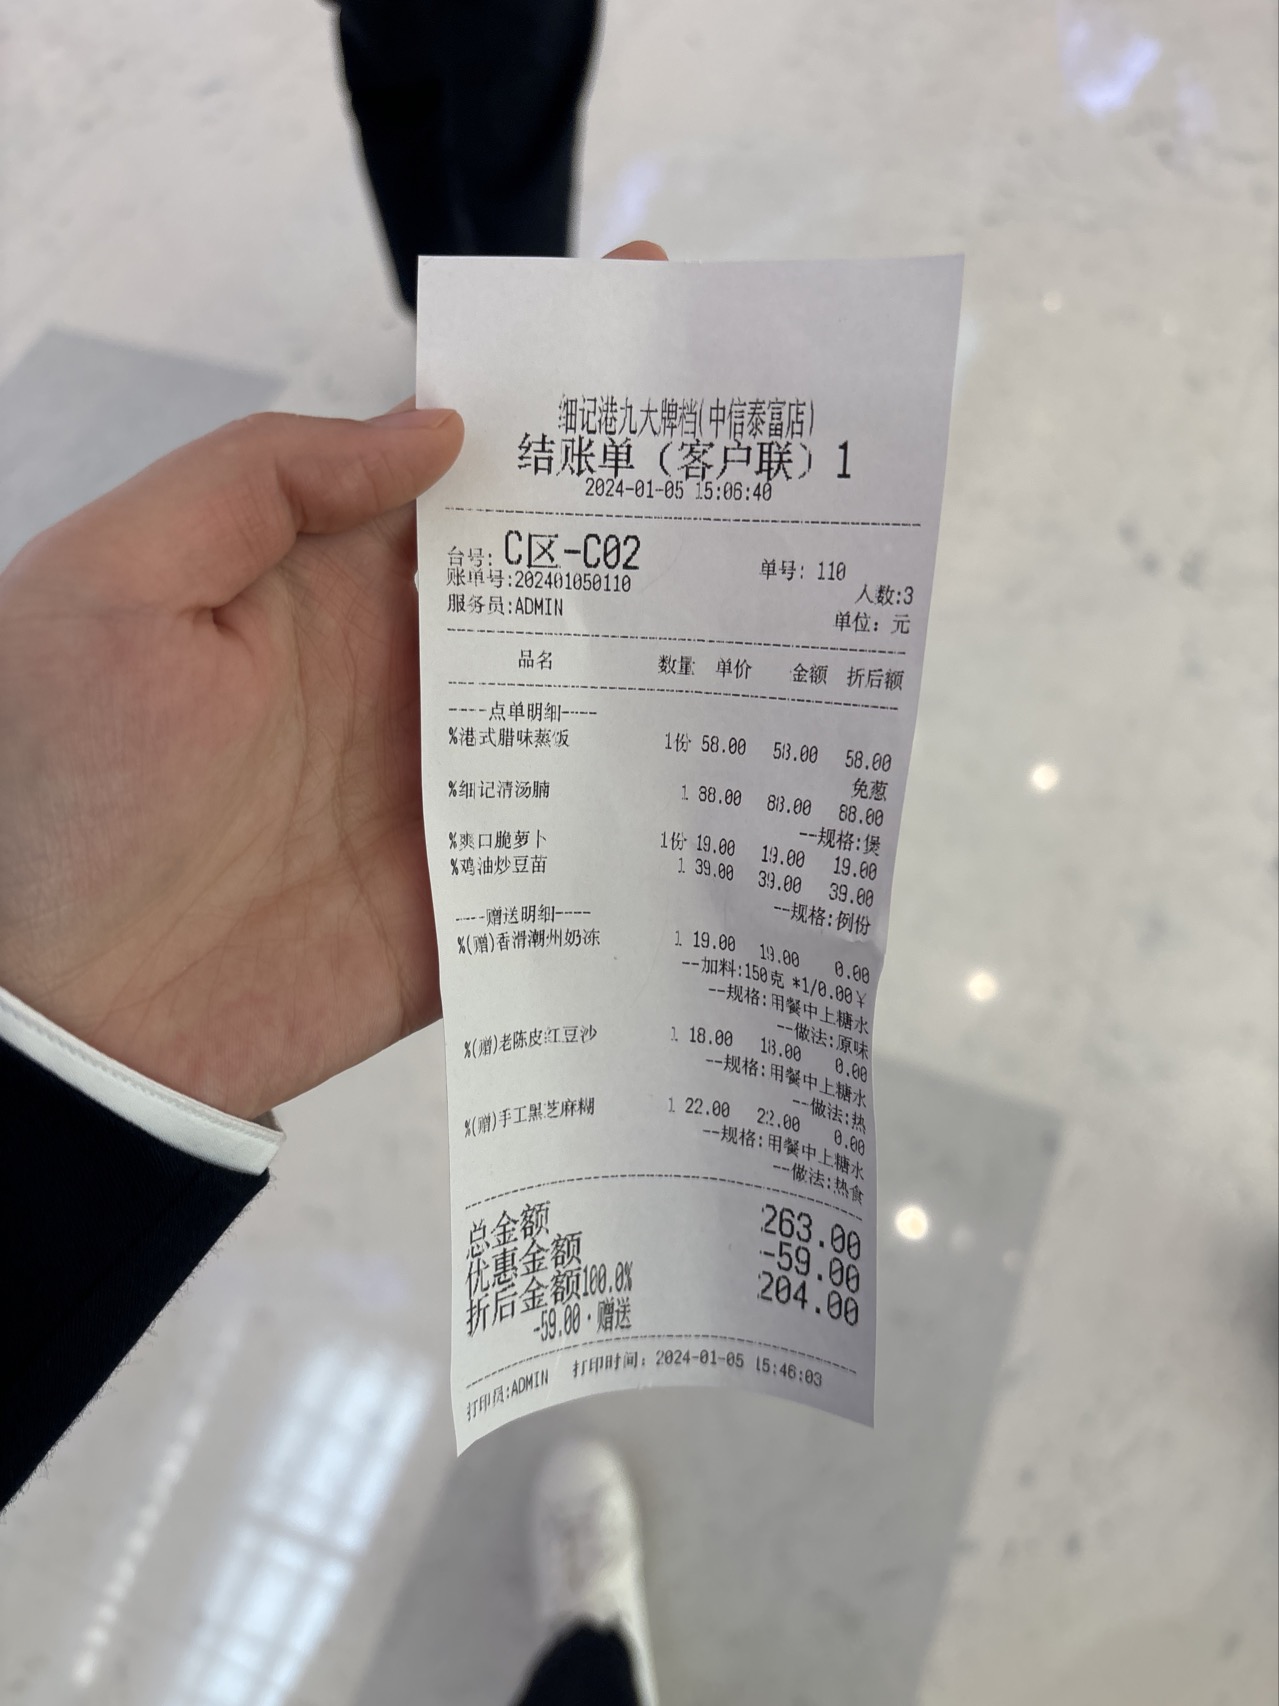 细记港九大牌档(中信泰富店)
结账单（客户联）1
2024-01-05 15:06:40
台号: C区-C02 单号: 110
账单号:202401050110 人数:3
服务员:ADMIN 单位: 元
品名 数量 单价 金额 折后额
----点单明细----
%港式腊味蒸饭 1份 58.00 58.00 58.00
免葱
%细记清汤腩 1 88.00 88.00 88.00
--规格:煲
%爽口脆萝卜 1份 19.00 19.00 19.00
%鸡油炒豆苗 1 39.00 39.00 39.00
--规格:例份
----赠送明细----
%(赠)香滑潮州奶冻 1 19.00 19.00 0.00
--加料:150克 *1/0.00￥
--规格:用餐中上糖水
--做法:原味
%(赠)老陈皮红豆沙 1 18.00 18.00 0.00
--规格:用餐中上糖水
--做法:热
%(赠)手工黑芝麻糊 1 22.00 22.00 0.00
--规格:用餐中上糖水
--做法:热食
总金额 263.00
优惠金额 -59.00
折后金额100.0% 204.00
-59.00·赠送
打印员:ADMIN 打印时间: 2024-01-05 15:46:03